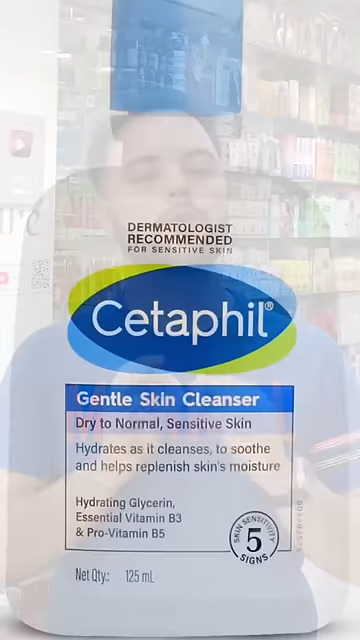 DERMATOLOGIST
RECOMMENDED
FOR SENSITIVE SKIN
Cetaphil®
Gentle Skin Cleanser
Dry to Normal, Sensitive Skin
Hydrates as it cleanses, to soothe
and helps replenish skin's moisture
Hydrating Glycerin,
Essential Vitamin B3
& Pro-Vitamin B5
SKIN SENSITIVITY
5
SIGNS
Net Qty.: 125 mL